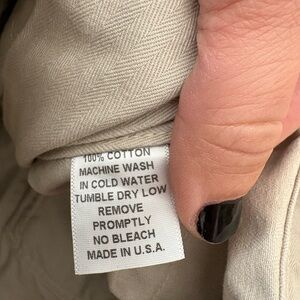 100% COTTON
MACHINE WASH
IN COLD WATER
TUMBLE DRY LOW
REMOVE
PROMPTLY
NO BLEACH
MADE IN U.S.A.